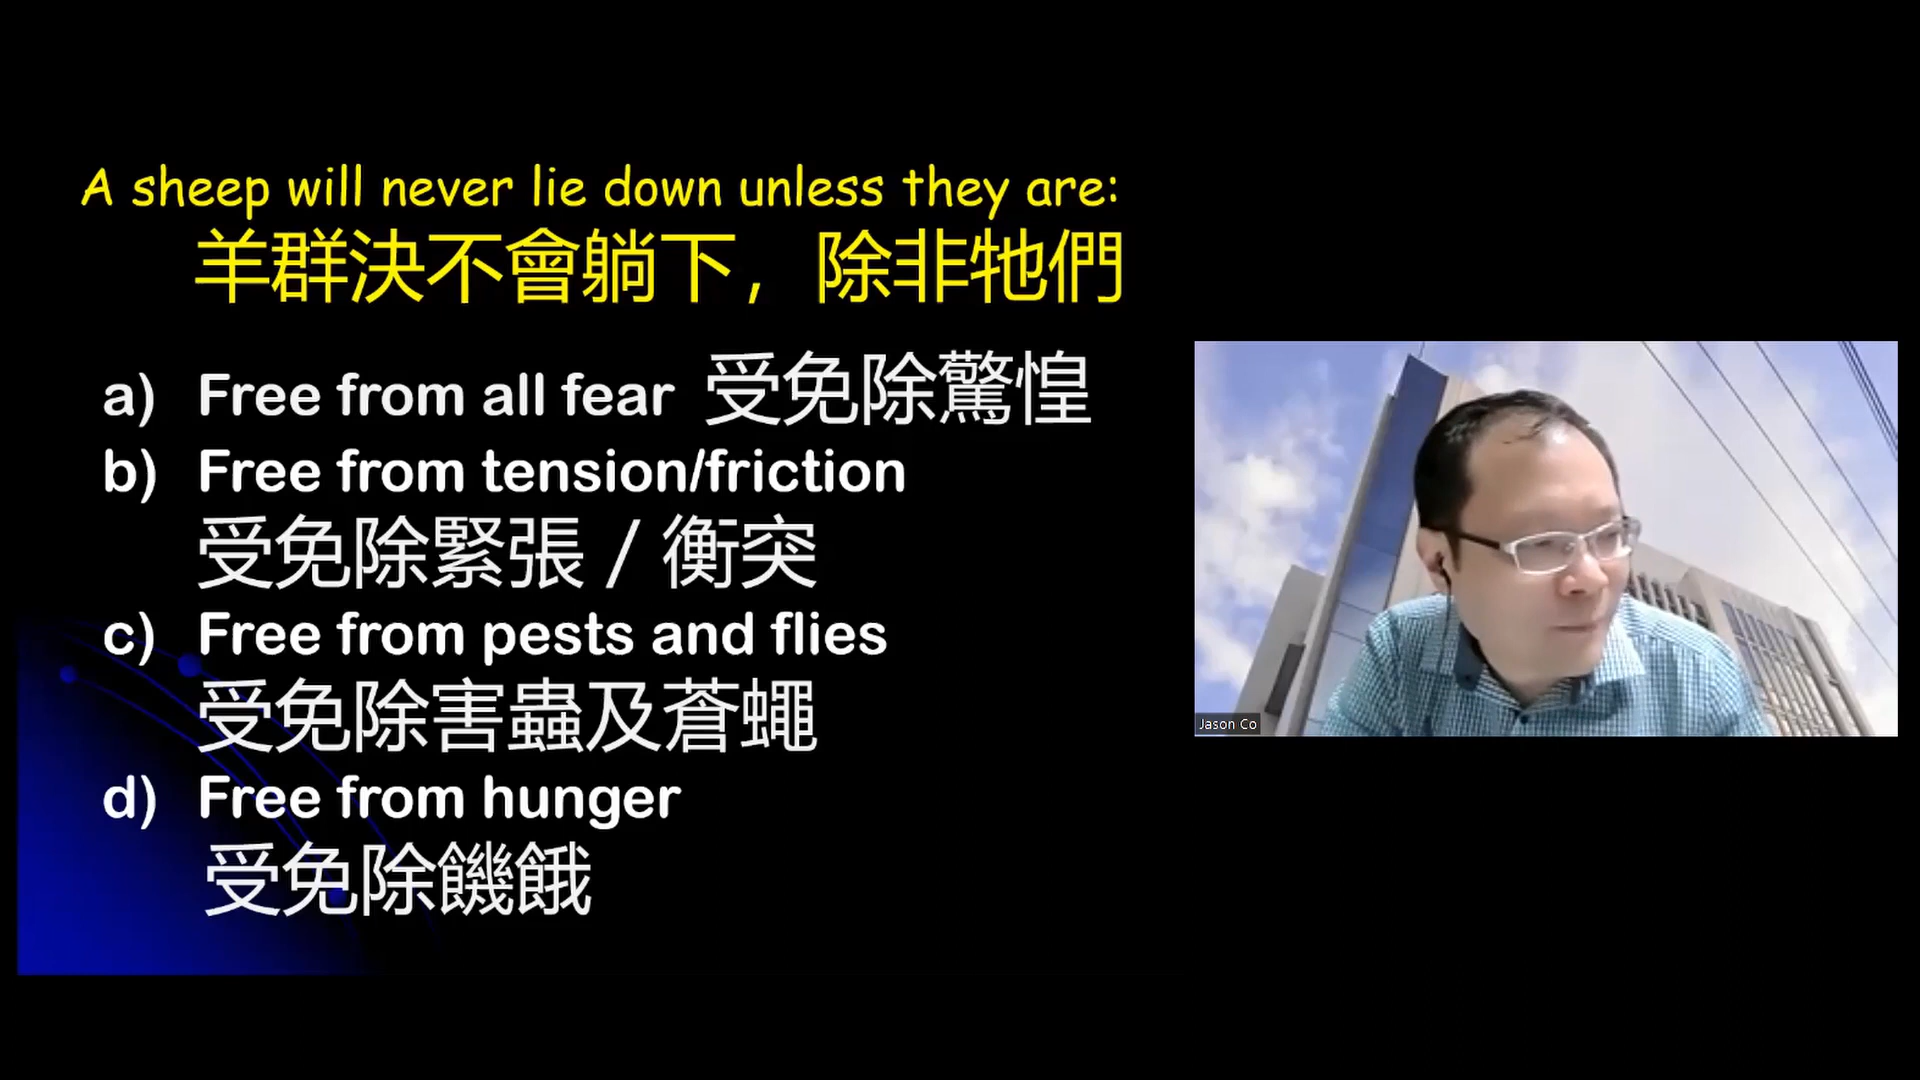 A sheep will never lie down unless they are:
羊群決不會躺下，除非牠們
a) Free from all fear 受免除驚惶
b) Free from tension/friction
受免除緊張 / 衝突
c) Free from pests and flies
受免除害蟲及蒼蠅
d) Free from hunger
受免除饑餓
Jason Co